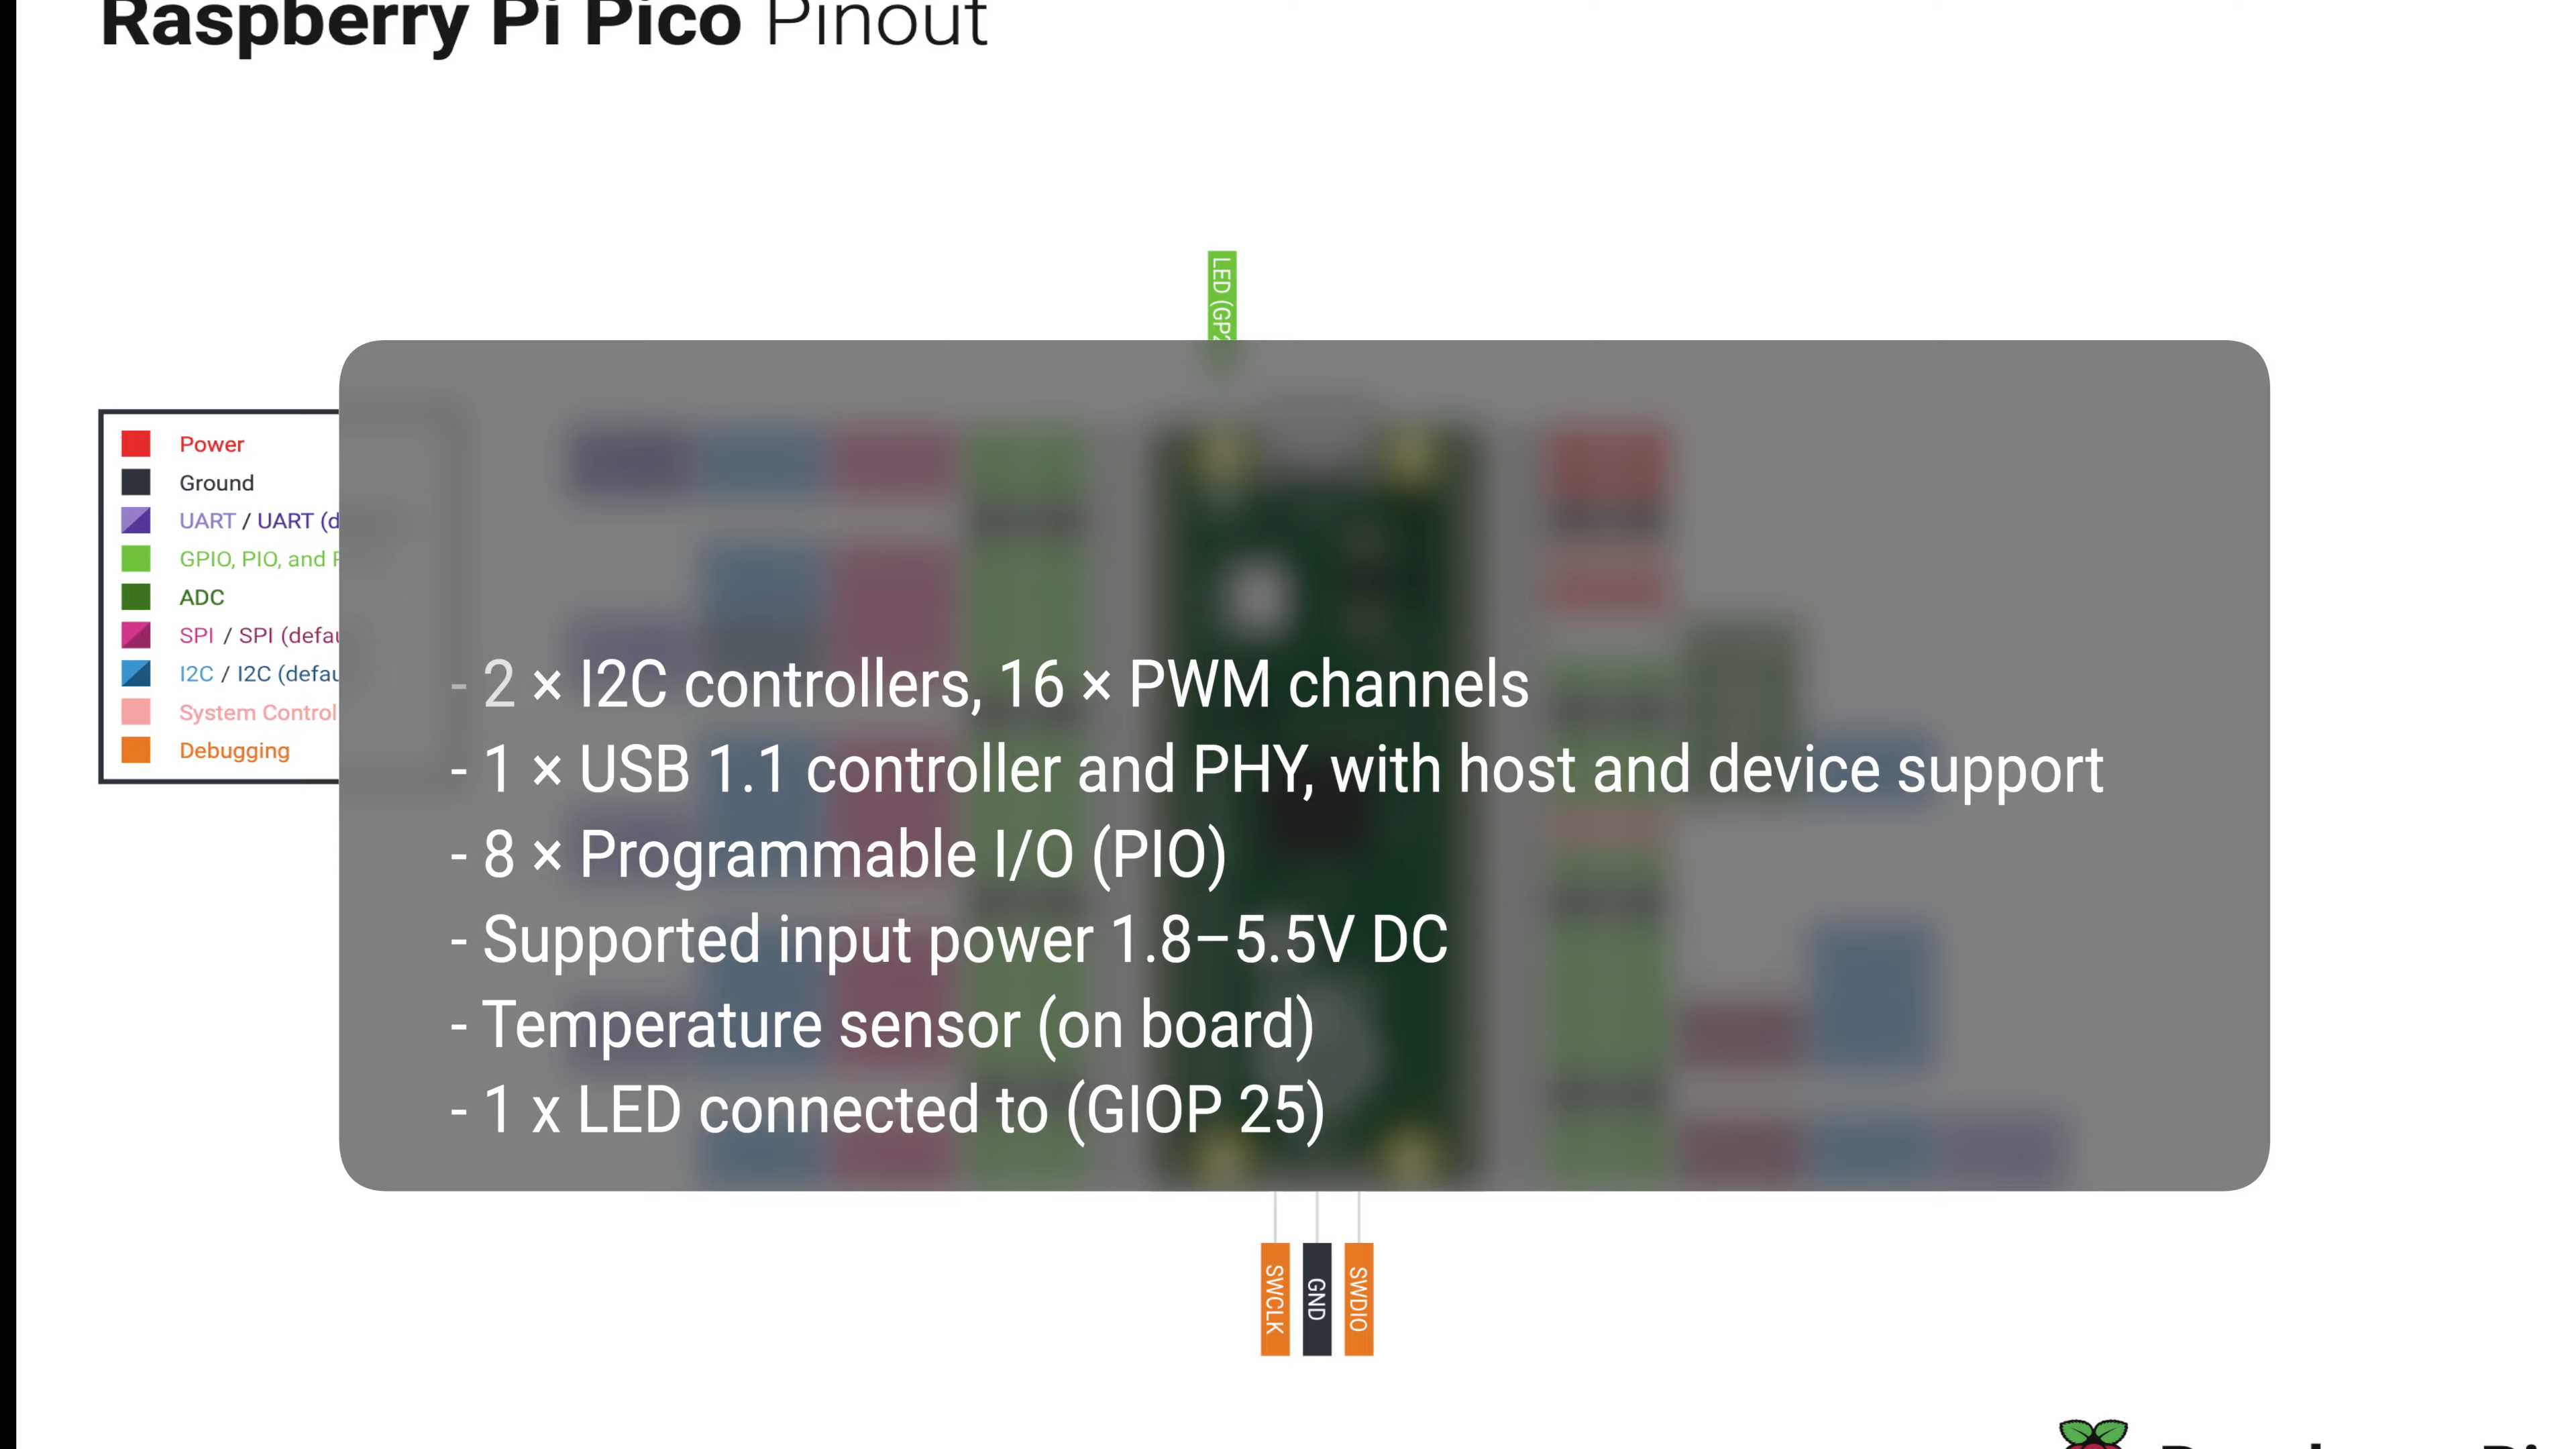 Raspberry Pi Pico Pinout
LED (GP2
Power
Ground
UART / UART (d
GPIO, PIO, and
ADC
SPI / SPI (defau
I2C / I2C (defau
System Control
Debugging
- 2 × I2C controllers, 16 × PWM channels
- 1 × USB 1.1 controller and PHY, with host and device support
- 8 × Programmable I/O (PIO)
- Supported input power 1.8–5.5V DC
- Temperature sensor (on board)
- 1 x LED connected to (GIOP 25)
SWCLK
GND
SWDIO